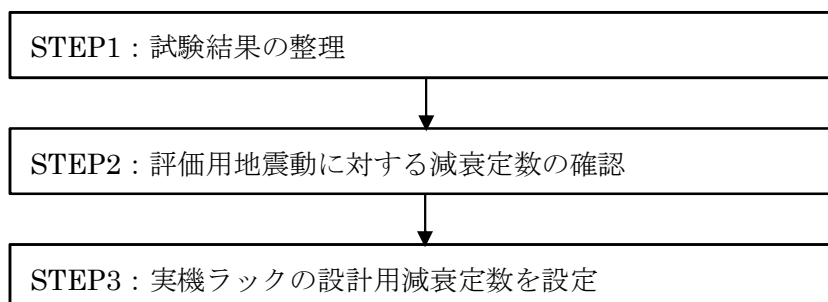 STEP1：試験結果の整理
STEP2：評価用地震動に対する減衰定数の確認
STEP3：実機ラックの設計用減衰定数を設定